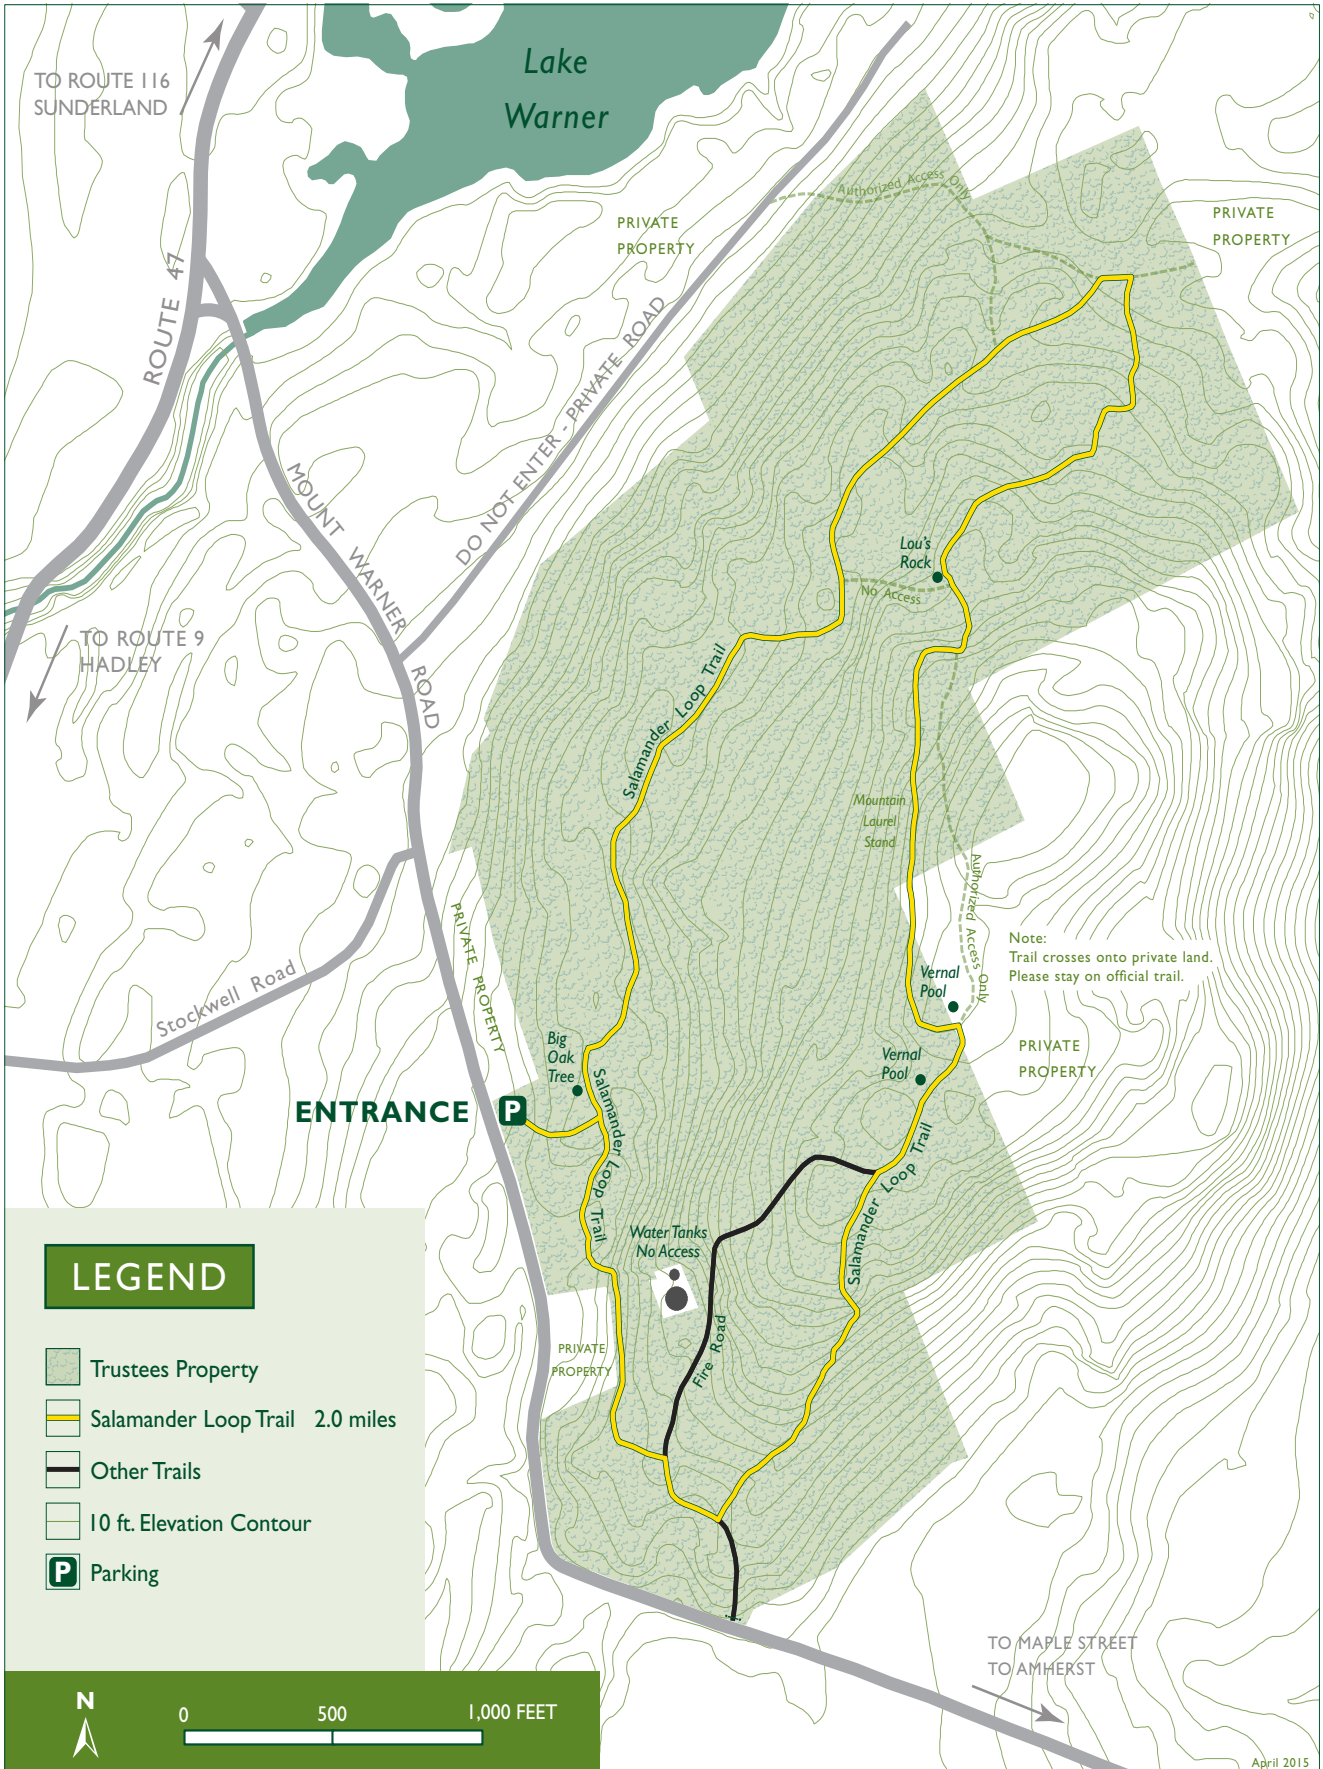 Lake
Warner
TO ROUTE 116
SUNDERLAND
Authorized Access Only
PRIVATE
PROPERTY
PRIVATE
PROPERTY
ROUTE 47
DO NOT ENTER - PRIVATE ROAD
MOUNT WARNER ROAD
Lou's
Rock
No Access
TO ROUTE 9
HADLEY
Salamander Loop Trail
Mountain
Laurel
Stand
Authorized Access Only
PRIVATE PROPERTY
Note:
Trail crosses onto private land.
Please stay on official trail.
Stockwell Road
Vernal
Pool
Big
Oak
Tree
Vernal
Pool
PRIVATE
PROPERTY
ENTRANCE
P
Salamander Loop Trail
Salamander Loop Trail
Water Tanks
No Access
Fire Road
PRIVATE
PROPERTY
LEGEND
Trustees Property
Salamander Loop Trail 2.0 miles
Other Trails
10 ft. Elevation Contour
P Parking
TO MAPLE STREET
TO AMHERST
N
0 500 1,000 FEET
April 2015